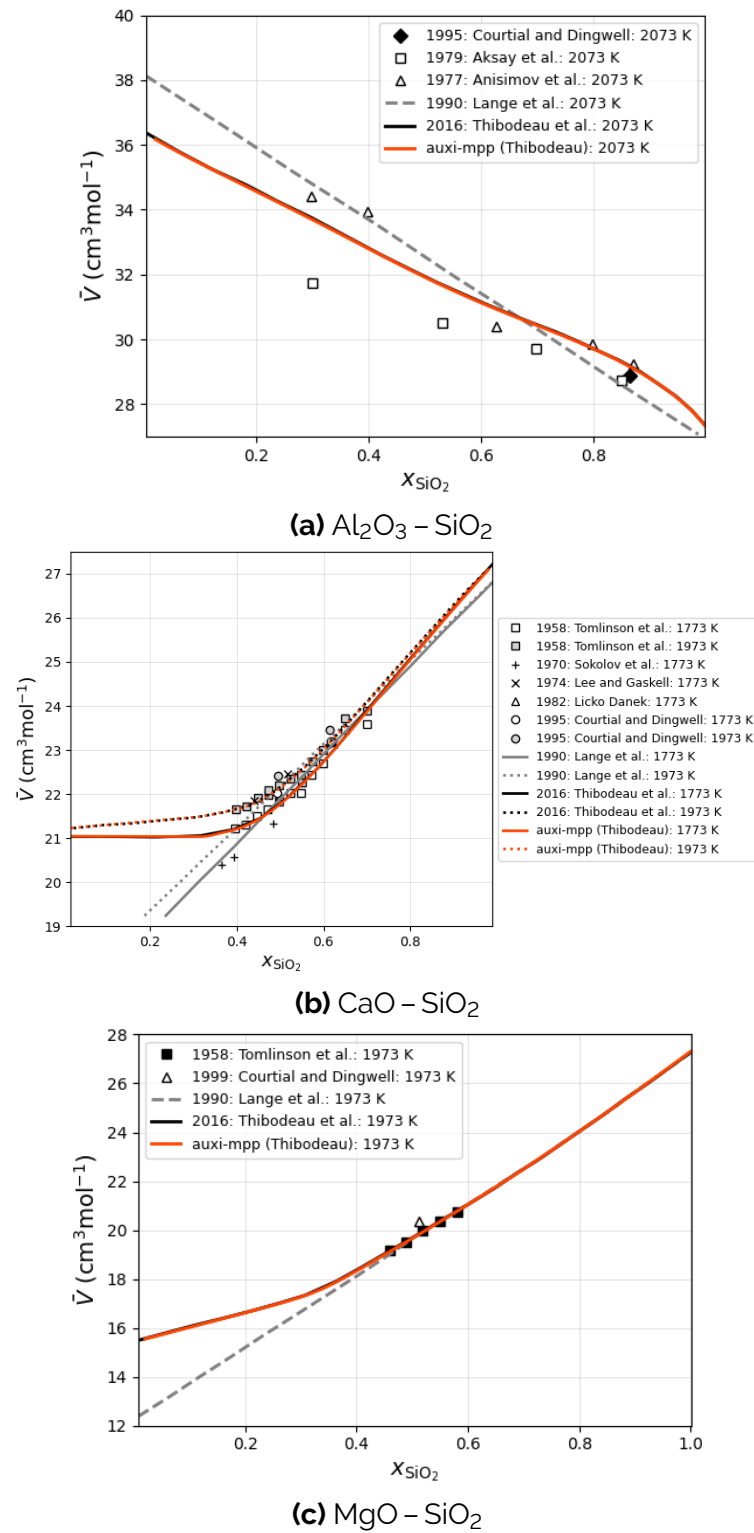 40
38
36
34
32
30
28
V̄ (cm³mol⁻¹)
1995: Courtial and Dingwell: 2073 K
1979: Aksay et al.: 2073 K
1977: Anisimov et al.: 2073 K
1990: Lange et al.: 2073 K
2016: Thibodeau et al.: 2073 K
auxi-mpp (Thibodeau): 2073 K
0.2 0.4 0.6 0.8
x_SiO₂
(a) Al₂O₃ – SiO₂
27
26
25
24
23
22
21
20
19
V̄ (cm³mol⁻¹)
0.2 0.4 0.6 0.8
x_SiO₂
1958: Tomlinson et al.: 1773 K
1958: Tomlinson et al.: 1973 K
1970: Sokolov et al.: 1773 K
1974: Lee and Gaskell: 1773 K
1982: Licko Danek: 1773 K
1995: Courtial and Dingwell: 1773 K
1995: Courtial and Dingwell: 1973 K
1990: Lange et al.: 1773 K
1990: Lange et al.: 1973 K
2016: Thibodeau et al.: 1773 K
2016: Thibodeau et al.: 1973 K
auxi-mpp (Thibodeau): 1773 K
auxi-mpp (Thibodeau): 1973 K
(b) CaO – SiO₂
28
26
24
22
20
18
16
14
12
V̄ (cm³mol⁻¹)
1958: Tomlinson et al.: 1973 K
1999: Courtial and Dingwell: 1973 K
1990: Lange et al.: 1973 K
2016: Thibodeau et al.: 1973 K
auxi-mpp (Thibodeau): 1973 K
0.2 0.4 0.6 0.8 1.0
x_SiO₂
(c) MgO – SiO₂